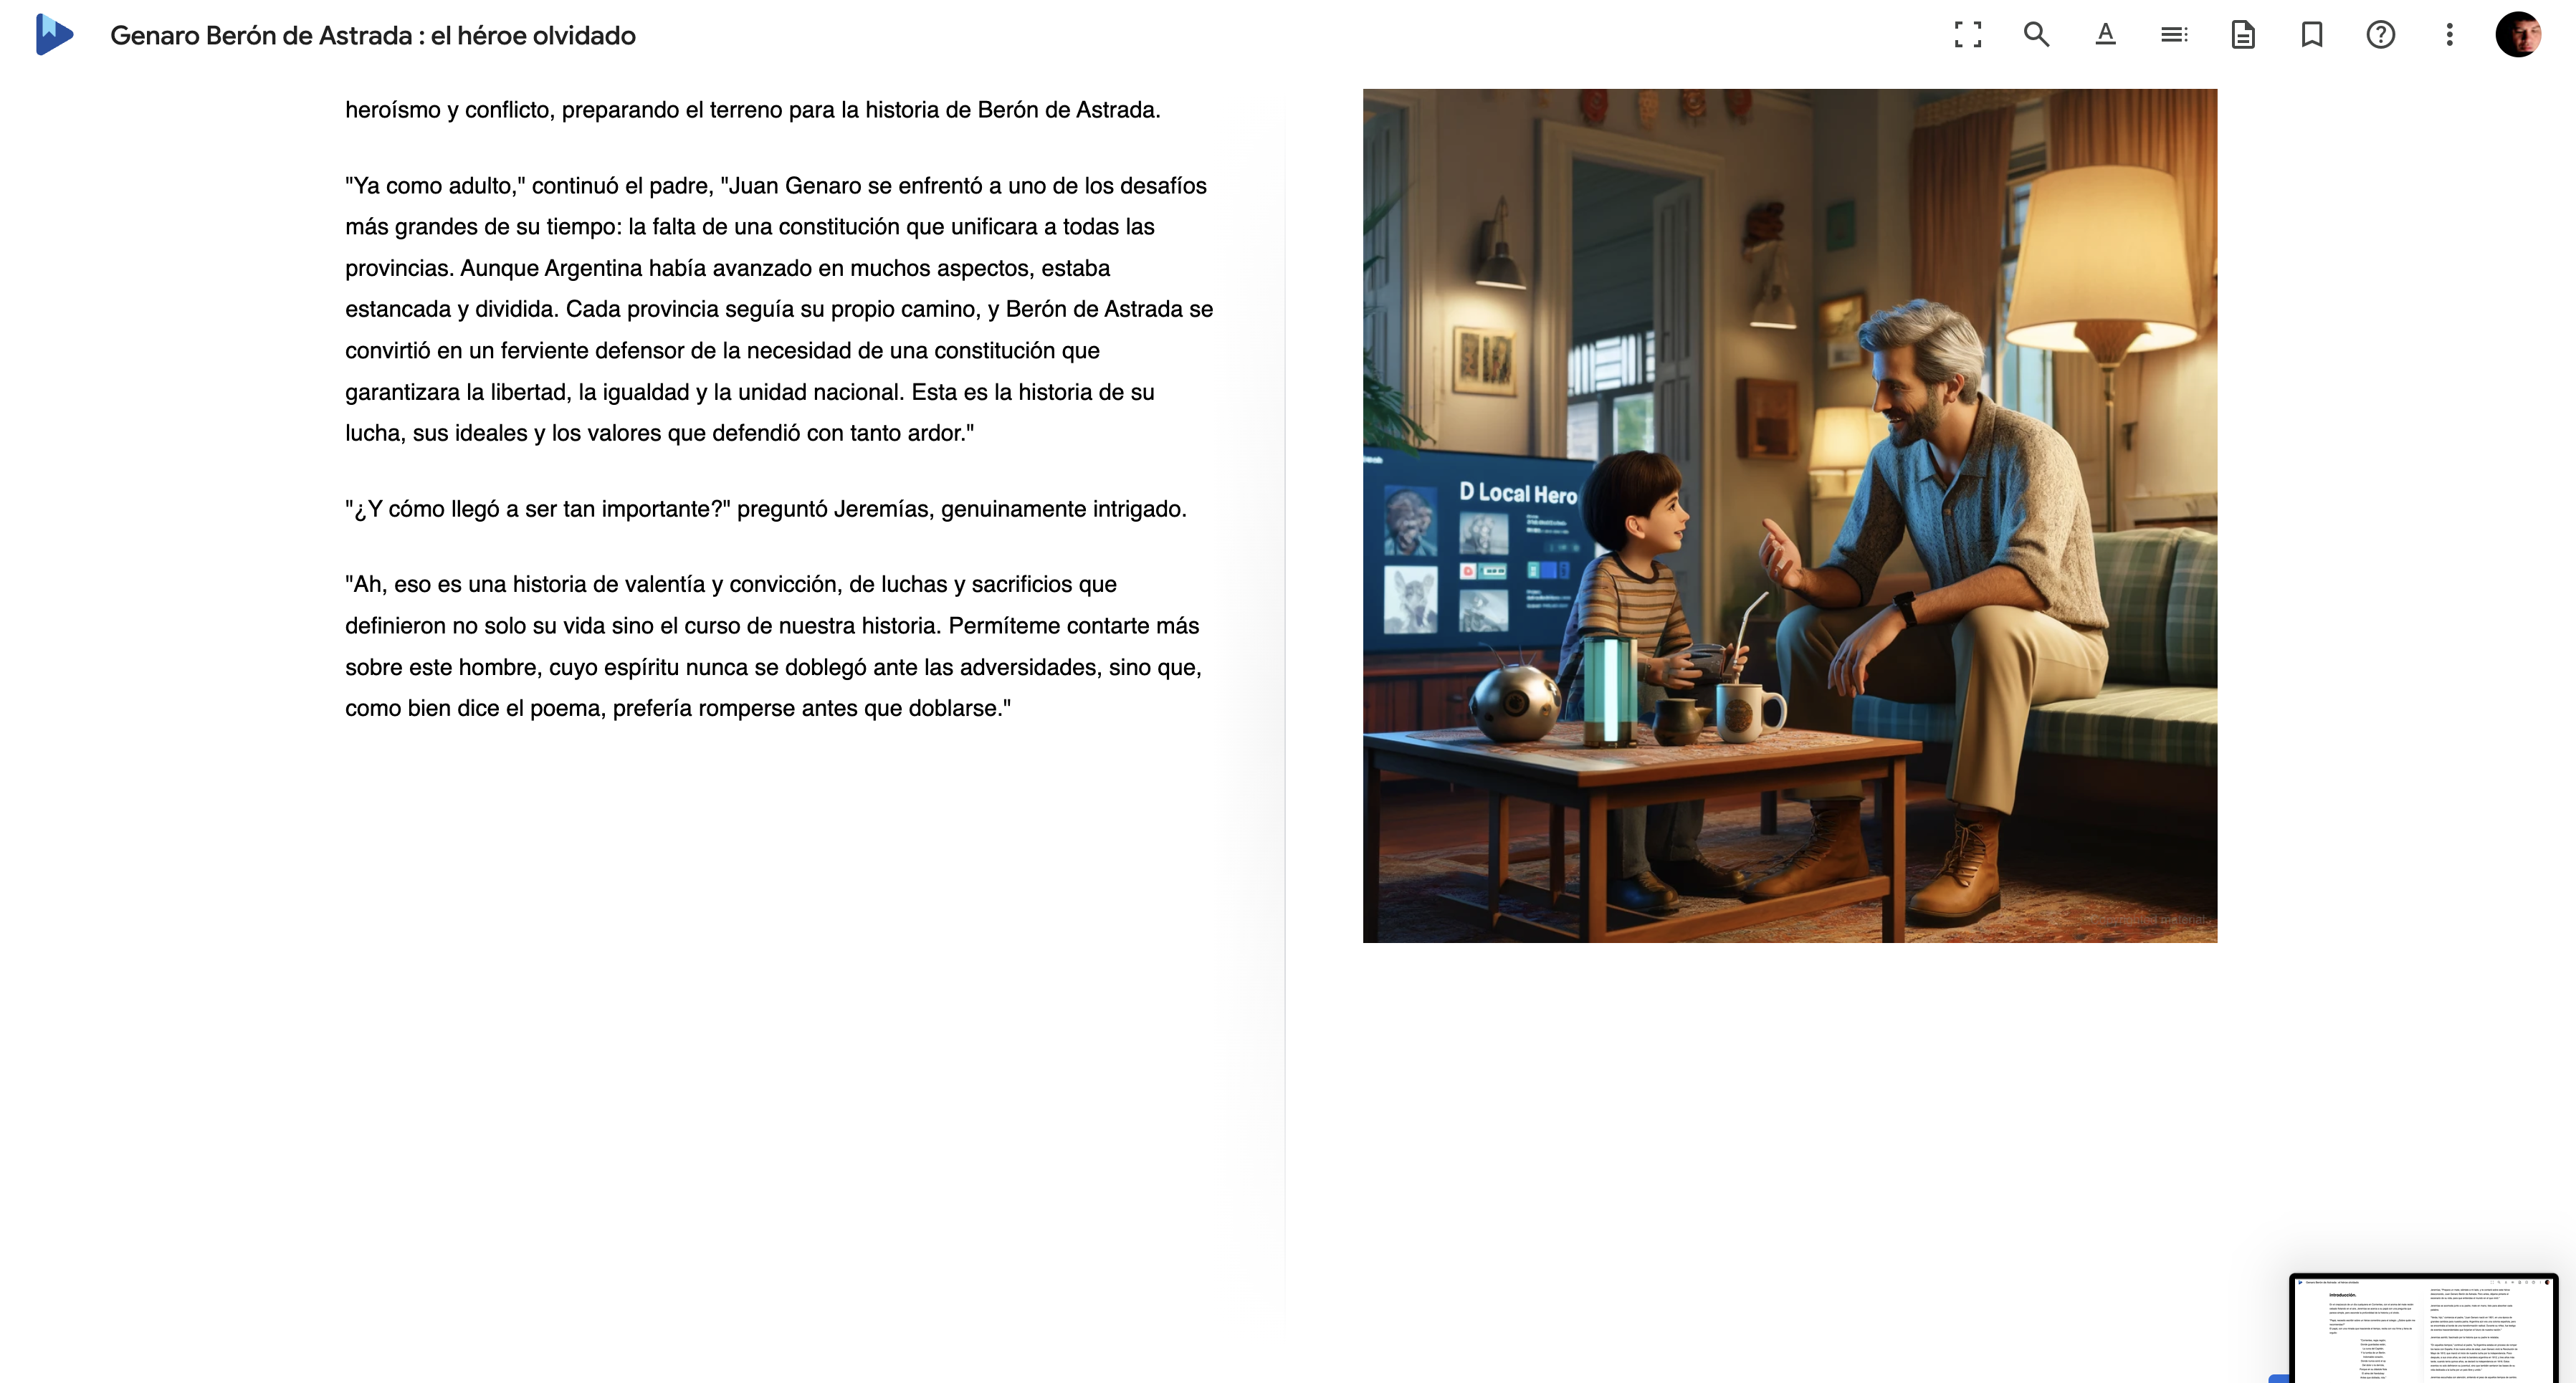 Genaro Berón de Astrada : el héroe olvidado
heroísmo y conflicto, preparando el terreno para la historia de Berón de Astrada.
"Ya como adulto," continuó el padre, "Juan Genaro se enfrentó a uno de los desafíos
más grandes de su tiempo: la falta de una constitución que unificara a todas las
provincias. Aunque Argentina había avanzado en muchos aspectos, estaba
estancada y dividida. Cada provincia seguía su propio camino, y Berón de Astrada se
convirtió en un ferviente defensor de la necesidad de una constitución que
garantizara la libertad, la igualdad y la unidad nacional. Esta es la historia de su
lucha, sus ideales y los valores que defendió con tanto ardor."
"¿Y cómo llegó a ser tan importante?" preguntó Jeremías, genuinamente intrigado.
"Ah, eso es una historia de valentía y convicción, de luchas y sacrificios que
definieron no solo su vida sino el curso de nuestra historia. Permíteme contarte más
sobre este hombre, cuyo espíritu nunca se doblegó ante las adversidades, sino que,
como bien dice el poema, prefería romperse antes que doblarse."
D Local Hero
Introducción.